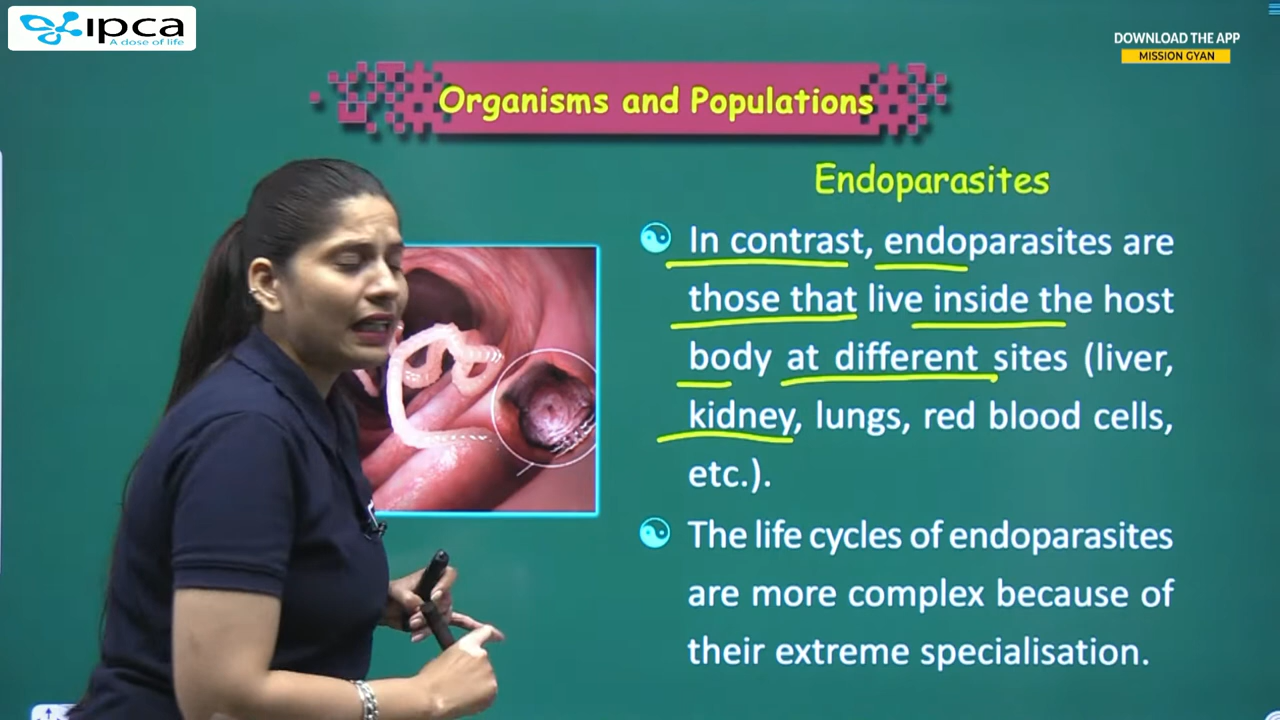 ipca
A dose of life
DOWNLOAD THE APP
MISSION GYAN
Organisms and Populations
Endoparasites
In contrast, endoparasites are
those that live inside the host
body at different sites (liver,
kidney, lungs, red blood cells,
etc.).
The life cycles of endoparasites
are more complex because of
their extreme specialisation.